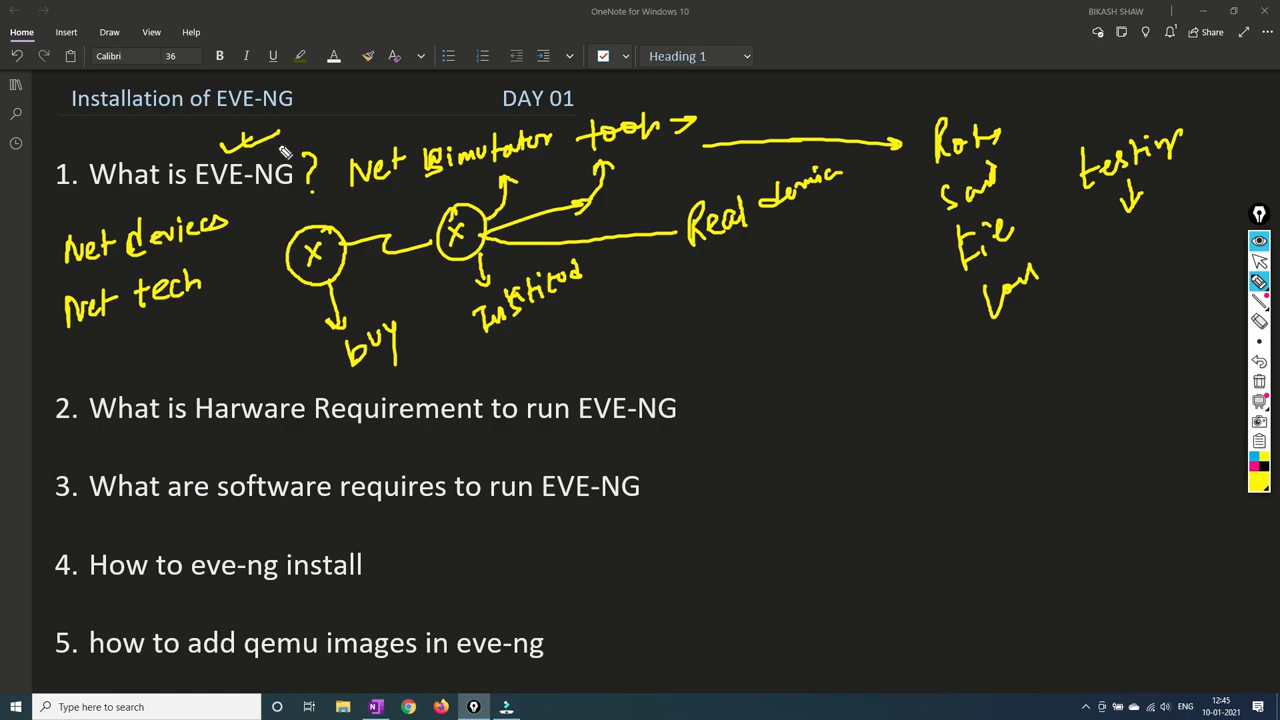 OneNote for Windows 10
BIKASH SHAW
Home Insert Draw View Help
Share
Calibri 36 B I U A Heading 1
Installation of EVE-NG DAY 01
1. What is EVE-NG ? Net tools
Net devices
Net tech
X X Real
buy
testing
2. What is Harware Requirement to run EVE-NG
3. What are software requires to run EVE-NG
4. How to eve-ng install
5. how to add qemu images in eve-ng
Type here to search
ENG
12:45
10-01-2021